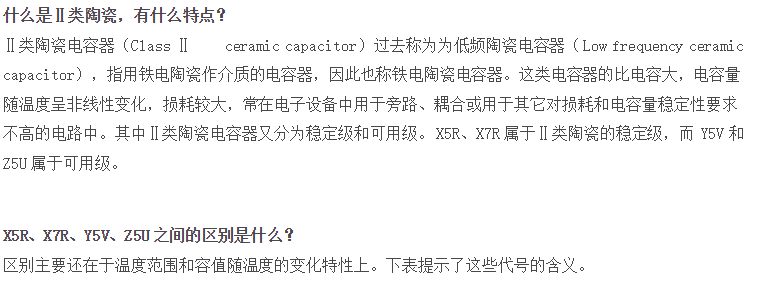 什么是Ⅱ类陶瓷，有什么特点？
Ⅱ类陶瓷电容器（Class Ⅱ ceramic capacitor）过去称为为低频陶瓷电容器（Low frequency ceramic
capacitor），指用铁电陶瓷作介质的电容器，因此也称铁电陶瓷电容器。这类电容器的比电容大，电容量
随温度呈非线性变化，损耗较大，常在电子设备中用于旁路、耦合或用于其它对损耗和电容量稳定性要求
不高的电路中。其中Ⅱ类陶瓷电容器又分为稳定级和可用级。X5R、X7R属于Ⅱ类陶瓷的稳定级，而 Y5V 和
Z5U 属于可用级。
X5R、X7R、Y5V、Z5U 之间的区别是什么？
区别主要还在于温度范围和容值随温度的变化特性上。下表提示了这些代号的含义。